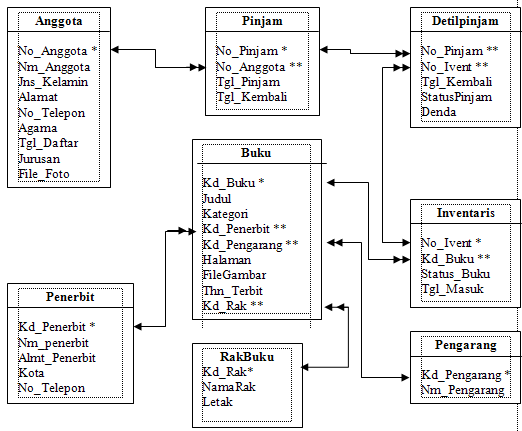 Anggota
No_Anggota *
Nm_Anggota
Jns_Kelamin
Alamat
No_Telepon
Agama
Tgl_Daftar
Jurusan
File_Foto
Pinjam
No_Pinjam *
No_Anggota **
Tgl_Pinjam
Tgl_Kembali
Detilpinjam
No_Pinjam **
No_Ivent **
Tgl_Kembali
StatusPinjam
Denda
Buku
Kd_Buku *
Judul
Kategori
Kd_Penerbit **
Kd_Pengarang **
Halaman
FileGambar
Thn_Terbit
Kd_Rak **
Inventaris
No_Ivent *
Kd_Buku **
Status_Buku
Tgl_Masuk
Penerbit
Kd_Penerbit *
Nm_penerbit
Almt_Penerbit
Kota
No_Telepon
RakBuku
Kd_Rak*
NamaRak
Letak
Pengarang
Kd_Pengarang *
Nm_Pengarang